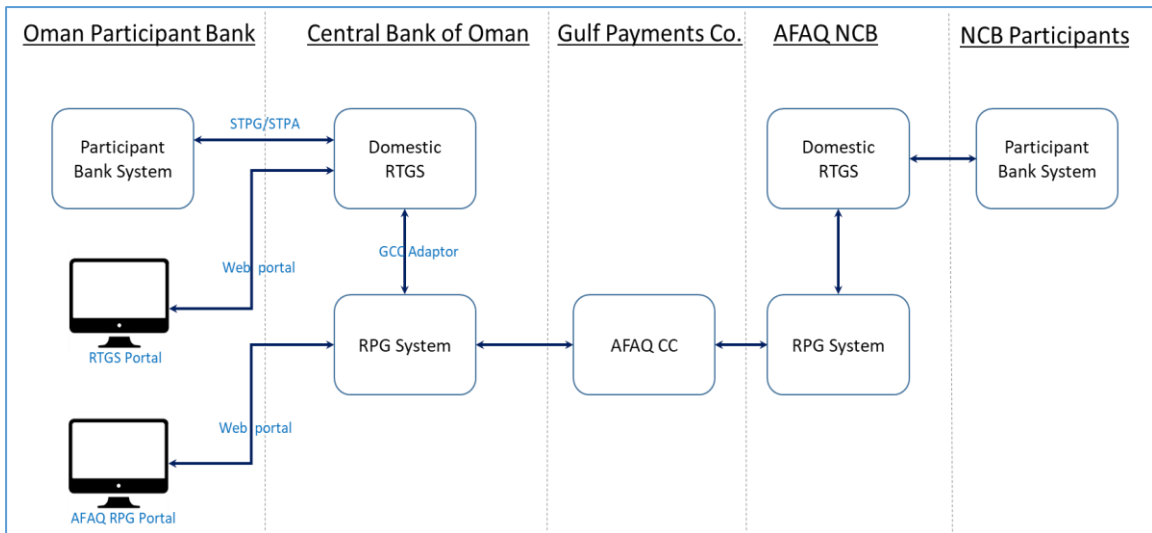 Oman Participant Bank
Central Bank of Oman
Gulf Payments Co.
AFAQ NCB
NCB Participants
Participant
Bank System
STPG/STPA
Domestic
RTGS
Domestic
RTGS
Participant
Bank System
Web portal
GCC Adaptor
RTGS Portal
RPG System
AFAQ CC
RPG System
Web portal
AFAQ RPG Portal